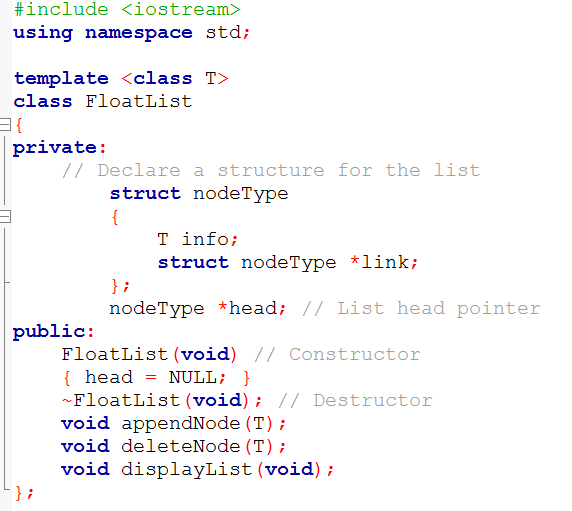 #include <iostream>
using namespace std;

template <class T>
class FloatList
{
private:
    // Declare a structure for the list
        struct nodeType
        {
            T info;
            struct nodeType *link;
        };
        nodeType *head; // List head pointer
public:
    FloatList(void) // Constructor
    { head = NULL; }
    ~FloatList(void); // Destructor
    void appendNode(T);
    void deleteNode(T);
    void displayList(void);
};